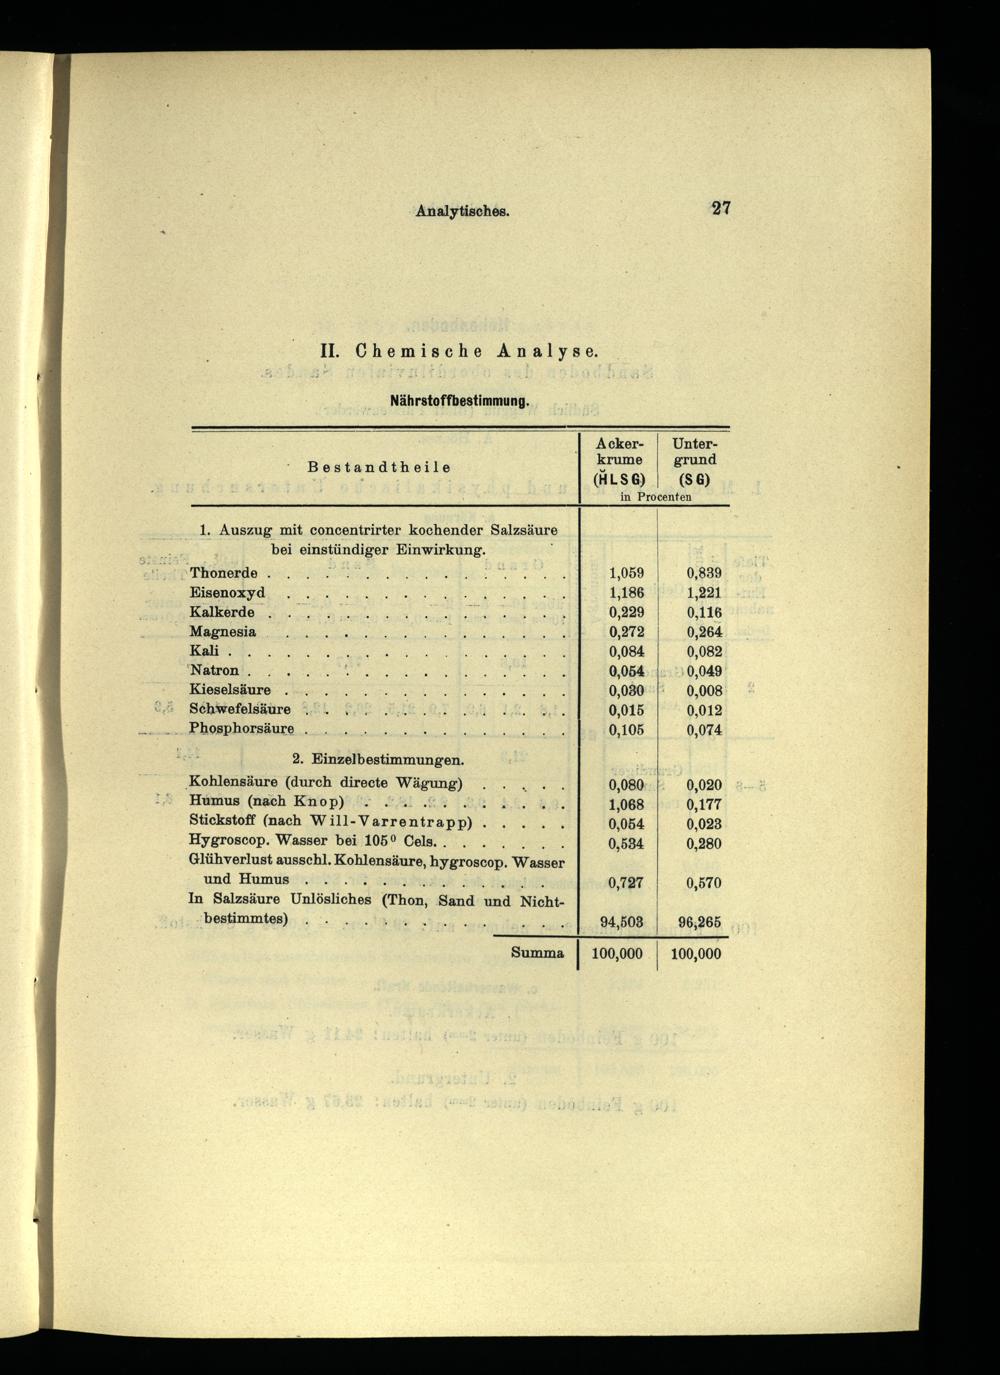 Analytisches. 27
II. Chemische Analyse.
Nährstoffbestimmung.
Bestandtheile
Acker-
krume
(H̆LSG)
Unter-
grund
(SG)
in Procenten
1. Auszug mit concentrirter kochender Salzsäure
bei einstündiger Einwirkung.
Thonerde . . . . . . . . . . . . . . . . 1,059 0,839
Eisenoxyd . . . . . . . . . . . . . . . 1,186 1,221
Kalkerde . . . . . . . . . . . . . . . . 0,229 0,116
Magnesia . . . . . . . . . . . . . . . 0,272 0,264
Kali . . . . . . . . . . . . . . . . . . 0,084 0,082
Natron . . . . . . . . . . . . . . . . . 0,054 0,049
Kieselsäure . . . . . . . . . . . . . . . 0,030 0,008
Schwefelsäure . . . . . . . . . . . . . . 0,015 0,012
Phosphorsäure . . . . . . . . . . . . . . 0,105 0,074
2. Einzelbestimmungen.
Kohlensäure (durch directe Wägung) . . . . . 0,080 0,020
Humus (nach Knop) . . . . . . . . . . . 1,068 0,177
Stickstoff (nach Will-Varrentrapp) . . . . . 0,054 0,023
Hygroscop. Wasser bei 105° Cels. . . . . . . . 0,534 0,280
Glühverlust ausschl. Kohlensäure, hygroscop. Wasser
und Humus . . . . . . . . . . . . . 0,727 0,570
In Salzsäure Unlösliches (Thon, Sand und Nicht-
bestimmtes) . . . . . . . . . . . . . . 94,503 96,265
Summa 100,000 100,000